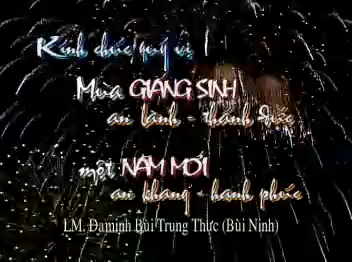 Kính chúc quý vị
Mùa GIÁNG SINH
an lành - thánh đức
một NĂM MỚI
an khang - hạnh phúc
LM. Đaminh Bùi Trung Thực (Bùi Ninh)